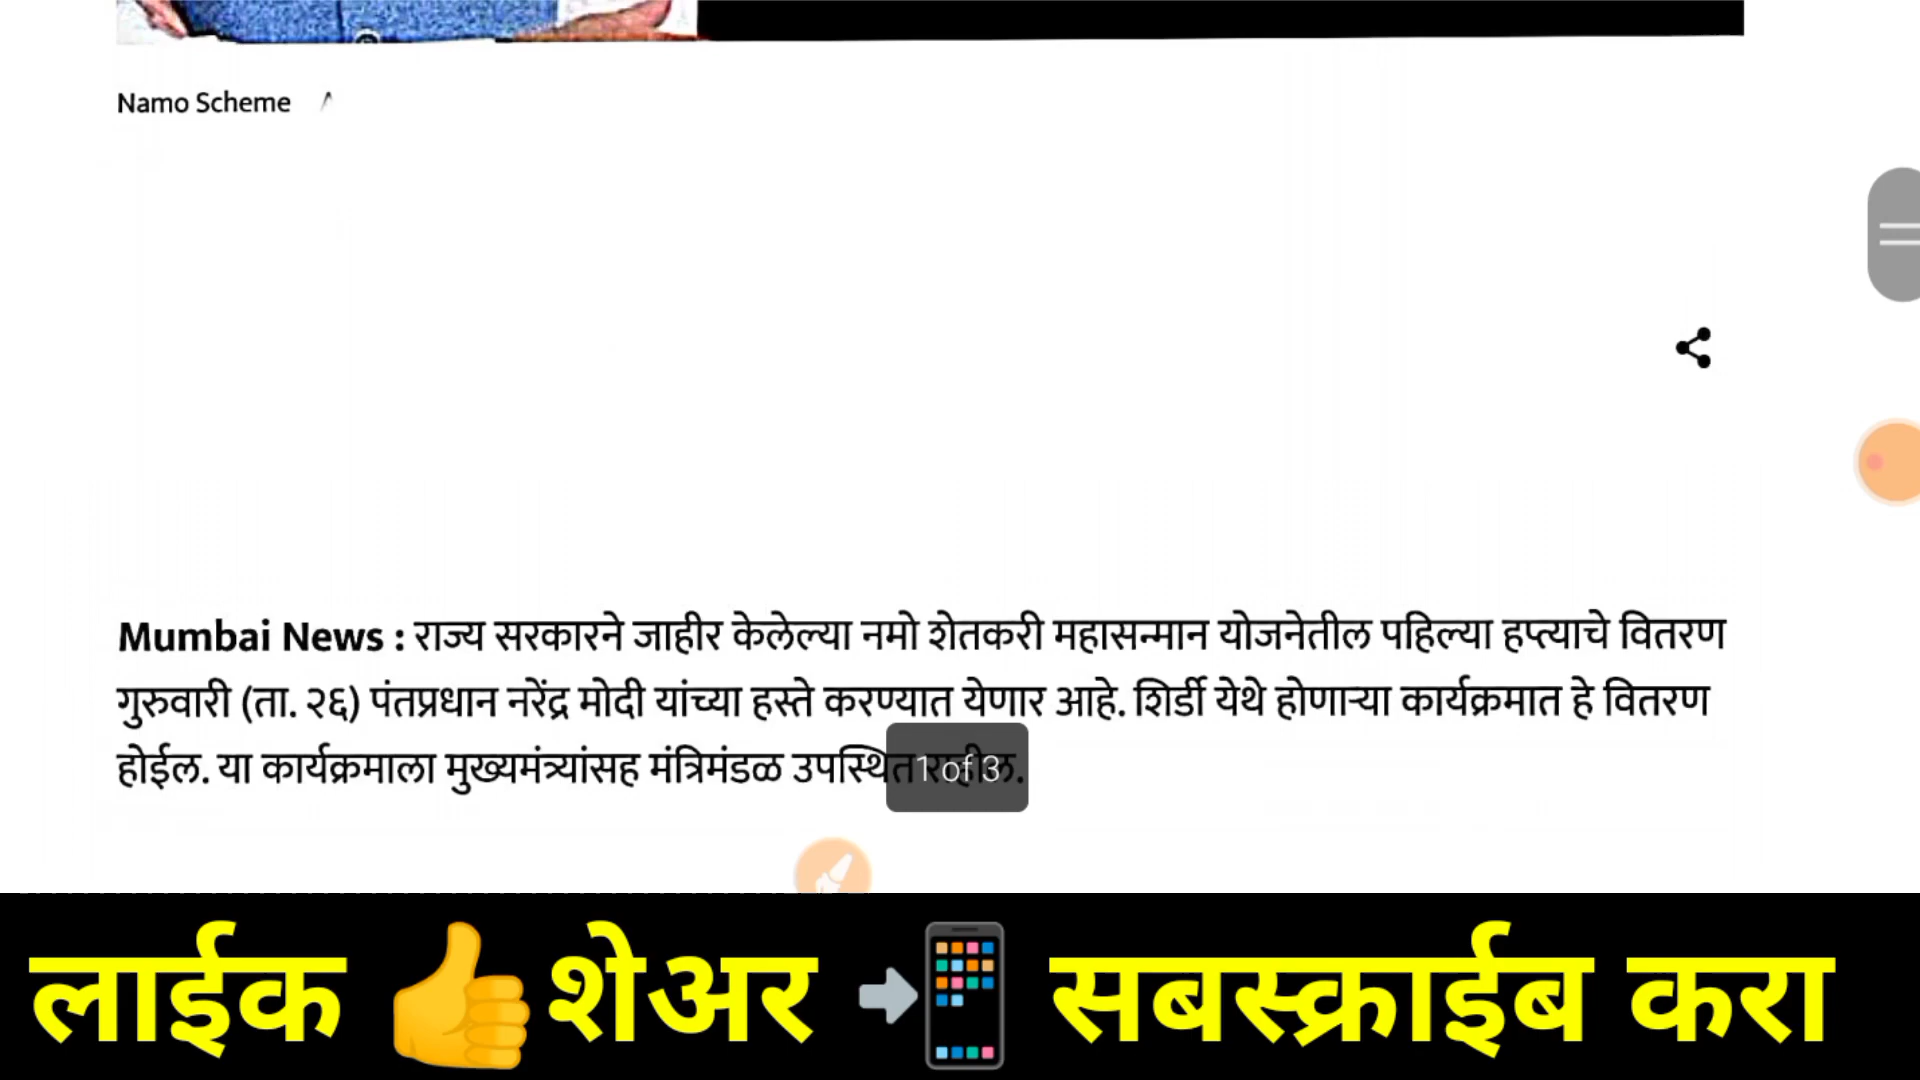 Namo Scheme
Mumbai News : राज्य सरकारने जाहीर केलेल्या नमो शेतकरी महासन्मान योजनेतील पहिल्या हप्त्याचे वितरण
गुरुवारी (ता. २६) पंतप्रधान नरेंद्र मोदी यांच्या हस्ते करण्यात येणार आहे. शिर्डी येथे होणाऱ्या कार्यक्रमात हे वितरण
होईल. या कार्यक्रमाला मुख्यमंत्र्यांसह मंत्रिमंडळ उपस्थित राहील.
1 of 3
लाईक शेअर सबस्क्राईब करा